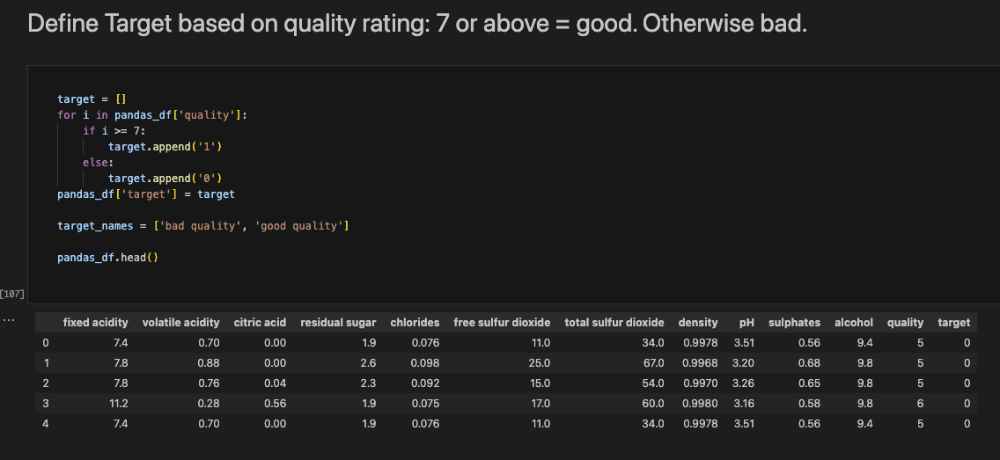 Define Target based on quality rating: 7 or above = good. Otherwise bad.
target = []
for i in pandas_df['quality']:
    if i >= 7:
        target.append('1')
    else:
        target.append('0')
pandas_df['target'] = target
target_names = ['bad quality', 'good quality']
pandas_df.head()
[107]
...
fixed acidity volatile acidity citric acid residual sugar chlorides free sulfur dioxide total sulfur dioxide density pH sulphates alcohol quality target
0 7.4 0.70 0.00 1.9 0.076 11.0 34.0 0.9978 3.51 0.56 9.4 5 0
1 7.8 0.88 0.00 2.6 0.098 25.0 67.0 0.9968 3.20 0.68 9.8 5 0
2 7.8 0.76 0.04 2.3 0.092 15.0 54.0 0.9970 3.26 0.65 9.8 5 0
3 11.2 0.28 0.56 1.9 0.075 17.0 60.0 0.9980 3.16 0.58 9.8 6 0
4 7.4 0.70 0.00 1.9 0.076 11.0 34.0 0.9978 3.51 0.56 9.4 5 0